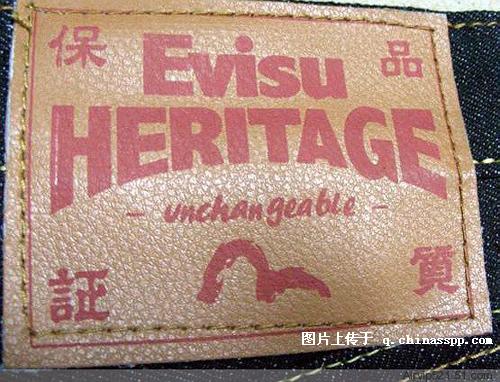 保 Evisu 品
HERITAGE
- unchangeable -
証 質
图片上传于 q.chinasspp.com